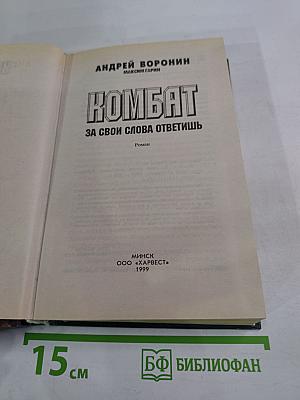 АНДРЕЙ ВОРОНИН
МАКСИМ ГАРИН
КОМБАТ
ЗА СВОИ СЛОВА ОТВЕТИШЬ
Роман
МИНСК
ООО «ХАРВЕСТ»
1999
15 см
БФ БИБЛИОФАН